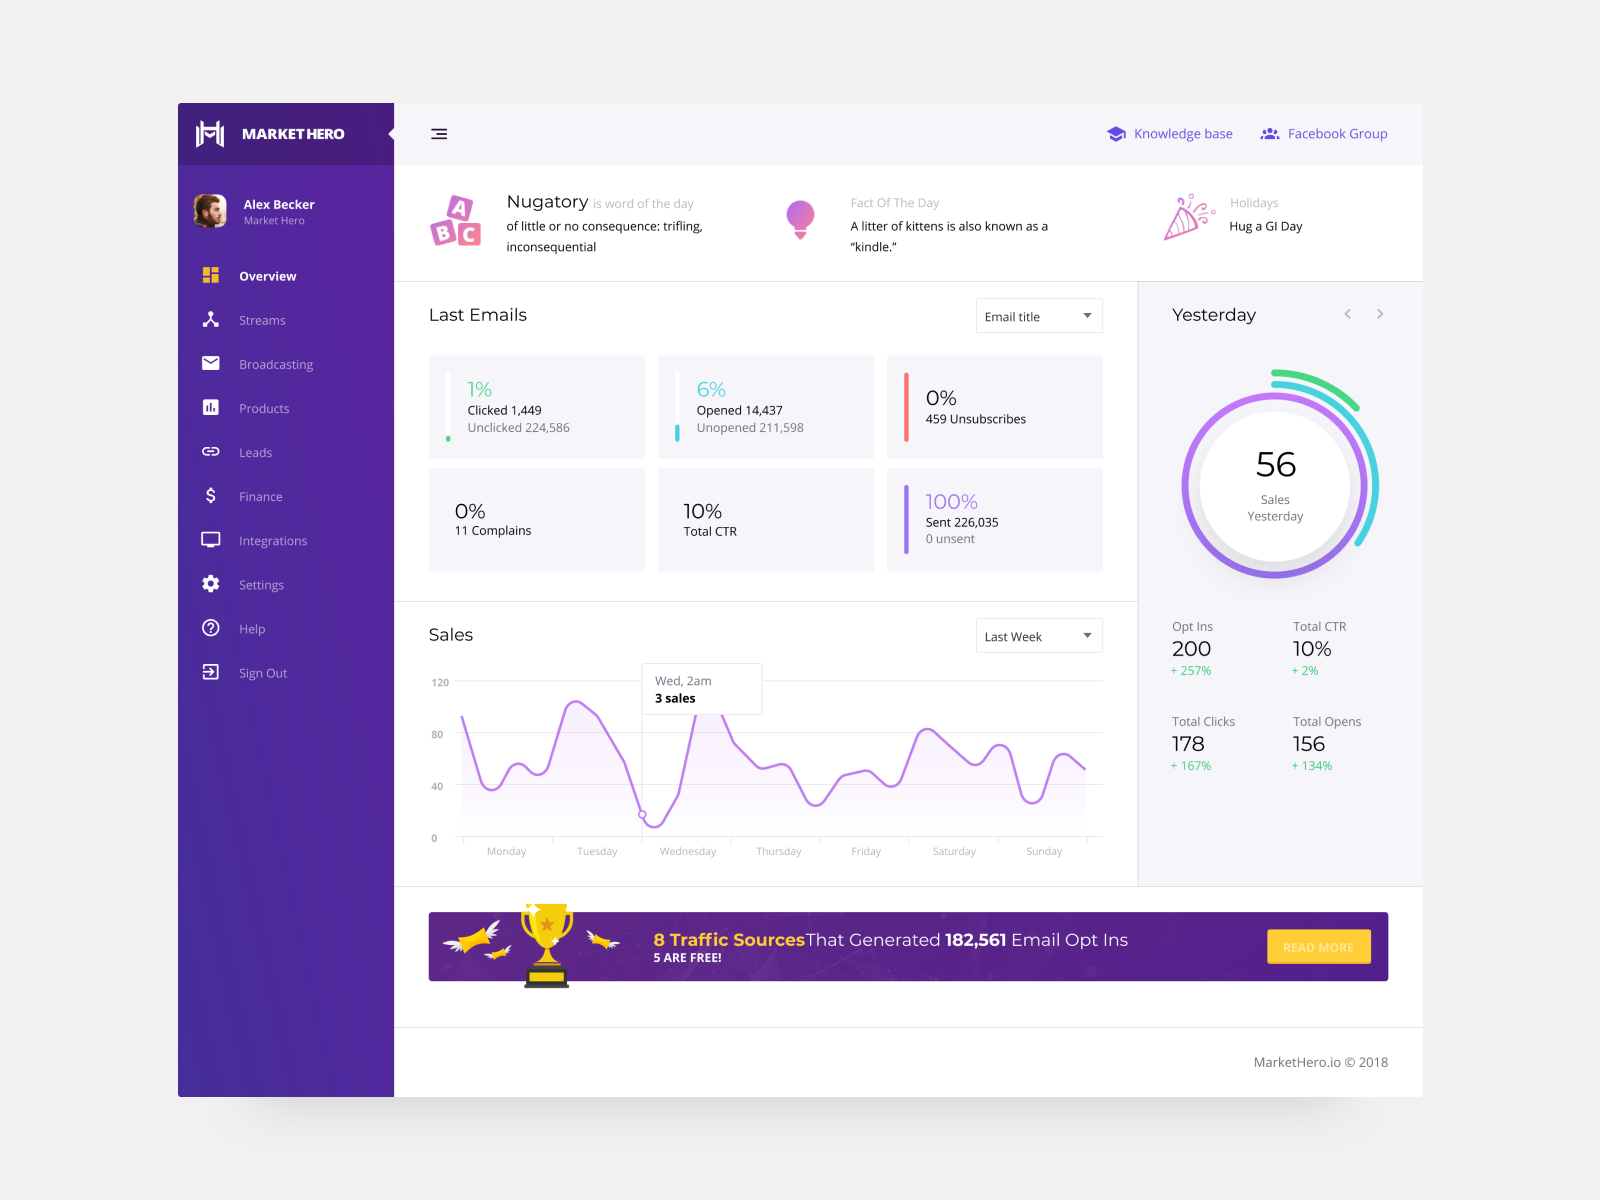 MARKET HERO
Knowledge base
Facebook Group
Alex Becker
Market Hero
Overview
Streams
Broadcasting
Products
Leads
Finance
Integrations
Settings
Help
Sign Out
A
B C
Nugatory is word of the day
of little or no consequence: trifling,
inconsequential
Fact Of The Day
A litter of kittens is also known as a
“kindle.”
Holidays
Hug a GI Day
Last Emails
Email title
1%
Clicked 1,449
Unclicked 224,586
6%
Opened 14,437
Unopened 211,598
0%
459 Unsubscribes
0%
11 Complains
10%
Total CTR
100%
Sent 226,035
0 unsent
Yesterday
56
Sales
Yesterday
Opt Ins
200
+ 257%
Total CTR
10%
+ 2%
Total Clicks
178
+ 167%
Total Opens
156
+ 134%
Sales
Last Week
Wed, 2am
3 sales
120
80
40
0
Monday
Tuesday
Wednesday
Thursday
Friday
Saturday
Sunday
8 Traffic SourcesThat Generated 182,561 Email Opt Ins
5 ARE FREE!
READ MORE
MarketHero.io © 2018